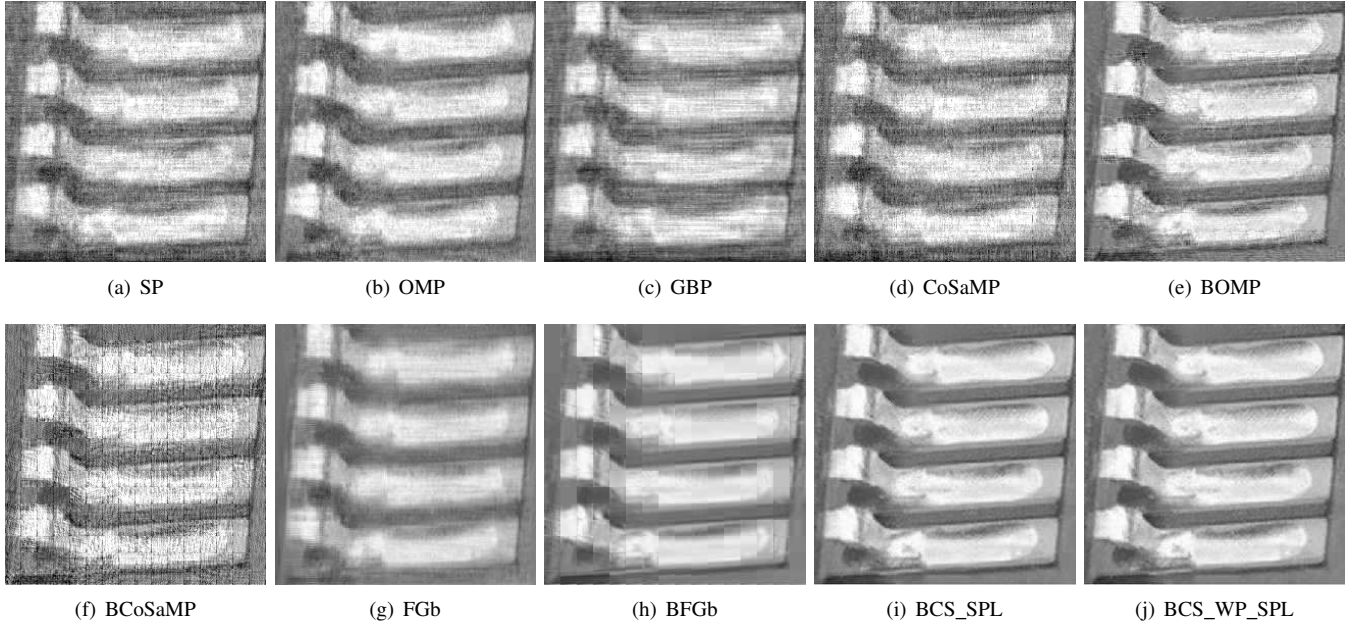 (a) SP
(b) OMP
(c) GBP
(d) CoSaMP
(e) BOMP
(f) BCoSaMP
(g) FGb
(h) BFGb
(i) BCS_SPL
(j) BCS_WP_SPL